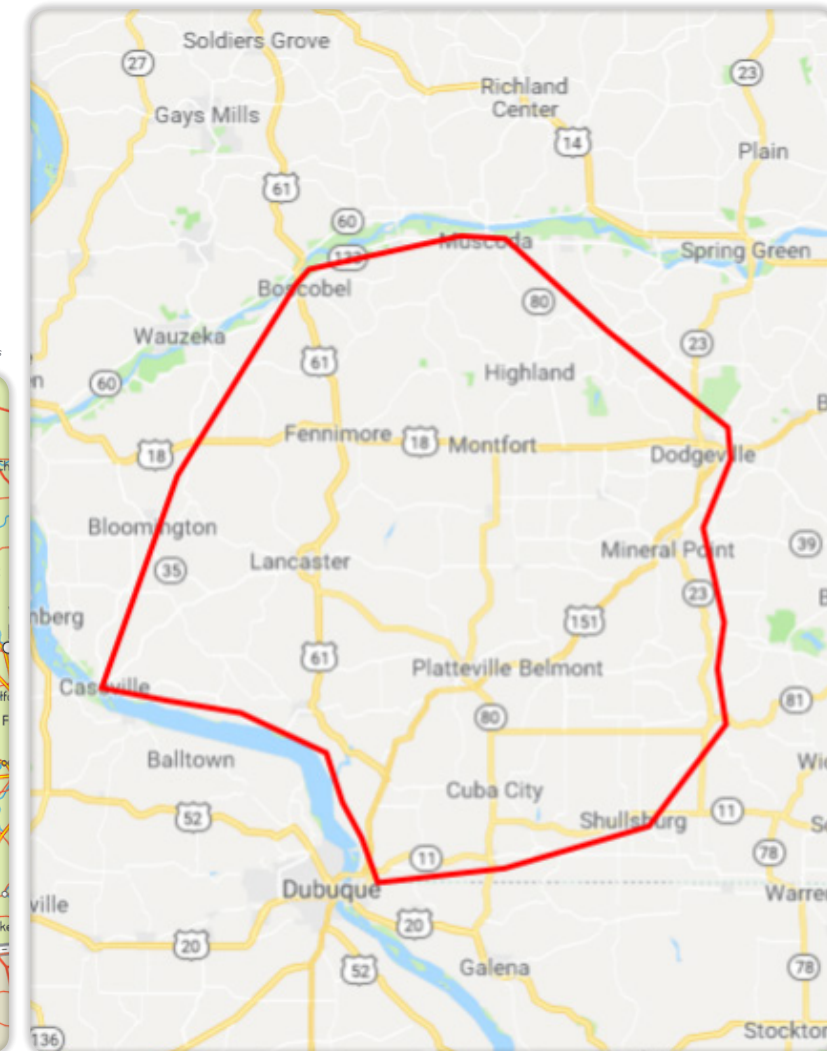 Soldiers Grove
27
Richland
Center
23
Gays Mills
14
Plain
61
60
Muscoda
Spring Green
Boscobel
80
Wauzeka
23
61
Highland
60
Fennimore
18
Montfort
18
Dodgeville
Bloomington
39
Mineral Point
Lancaster
35
23
151
61
Platteville Belmont
Cassville
81
80
Balltown
Cuba City
52
11
Shullsburg
78
11
Dubuque
20
20
52
Galena
78
136